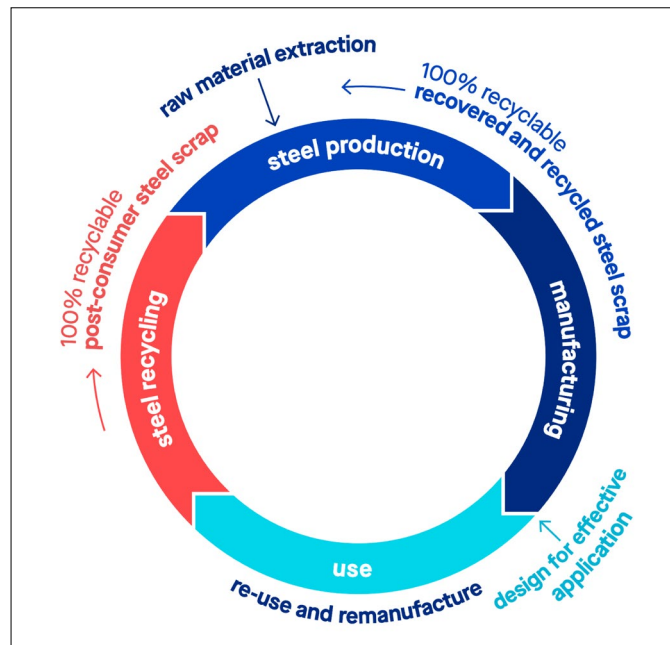 raw material extraction
100% recyclable
recovered and recycled steel scrap
steel production
manufacturing
design for effective
application
use
re-use and remanufacture
steel recycling
100% recyclable
post-consumer steel scrap